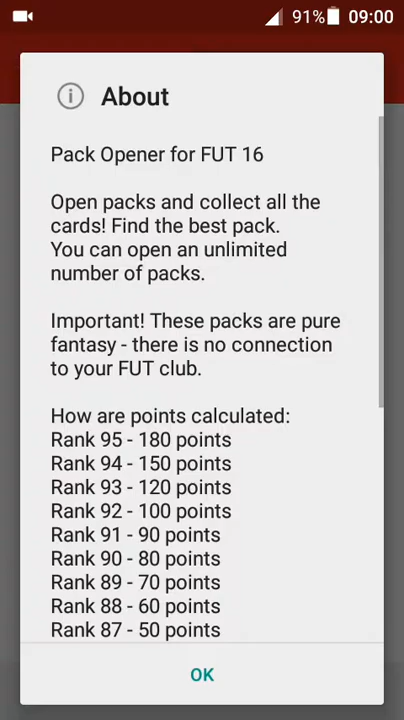 91% 09:00
About
Pack Opener for FUT 16
Open packs and collect all the
cards! Find the best pack.
You can open an unlimited
number of packs.
Important! These packs are pure
fantasy - there is no connection
to your FUT club.
How are points calculated:
Rank 95 - 180 points
Rank 94 - 150 points
Rank 93 - 120 points
Rank 92 - 100 points
Rank 91 - 90 points
Rank 90 - 80 points
Rank 89 - 70 points
Rank 88 - 60 points
Rank 87 - 50 points
OK